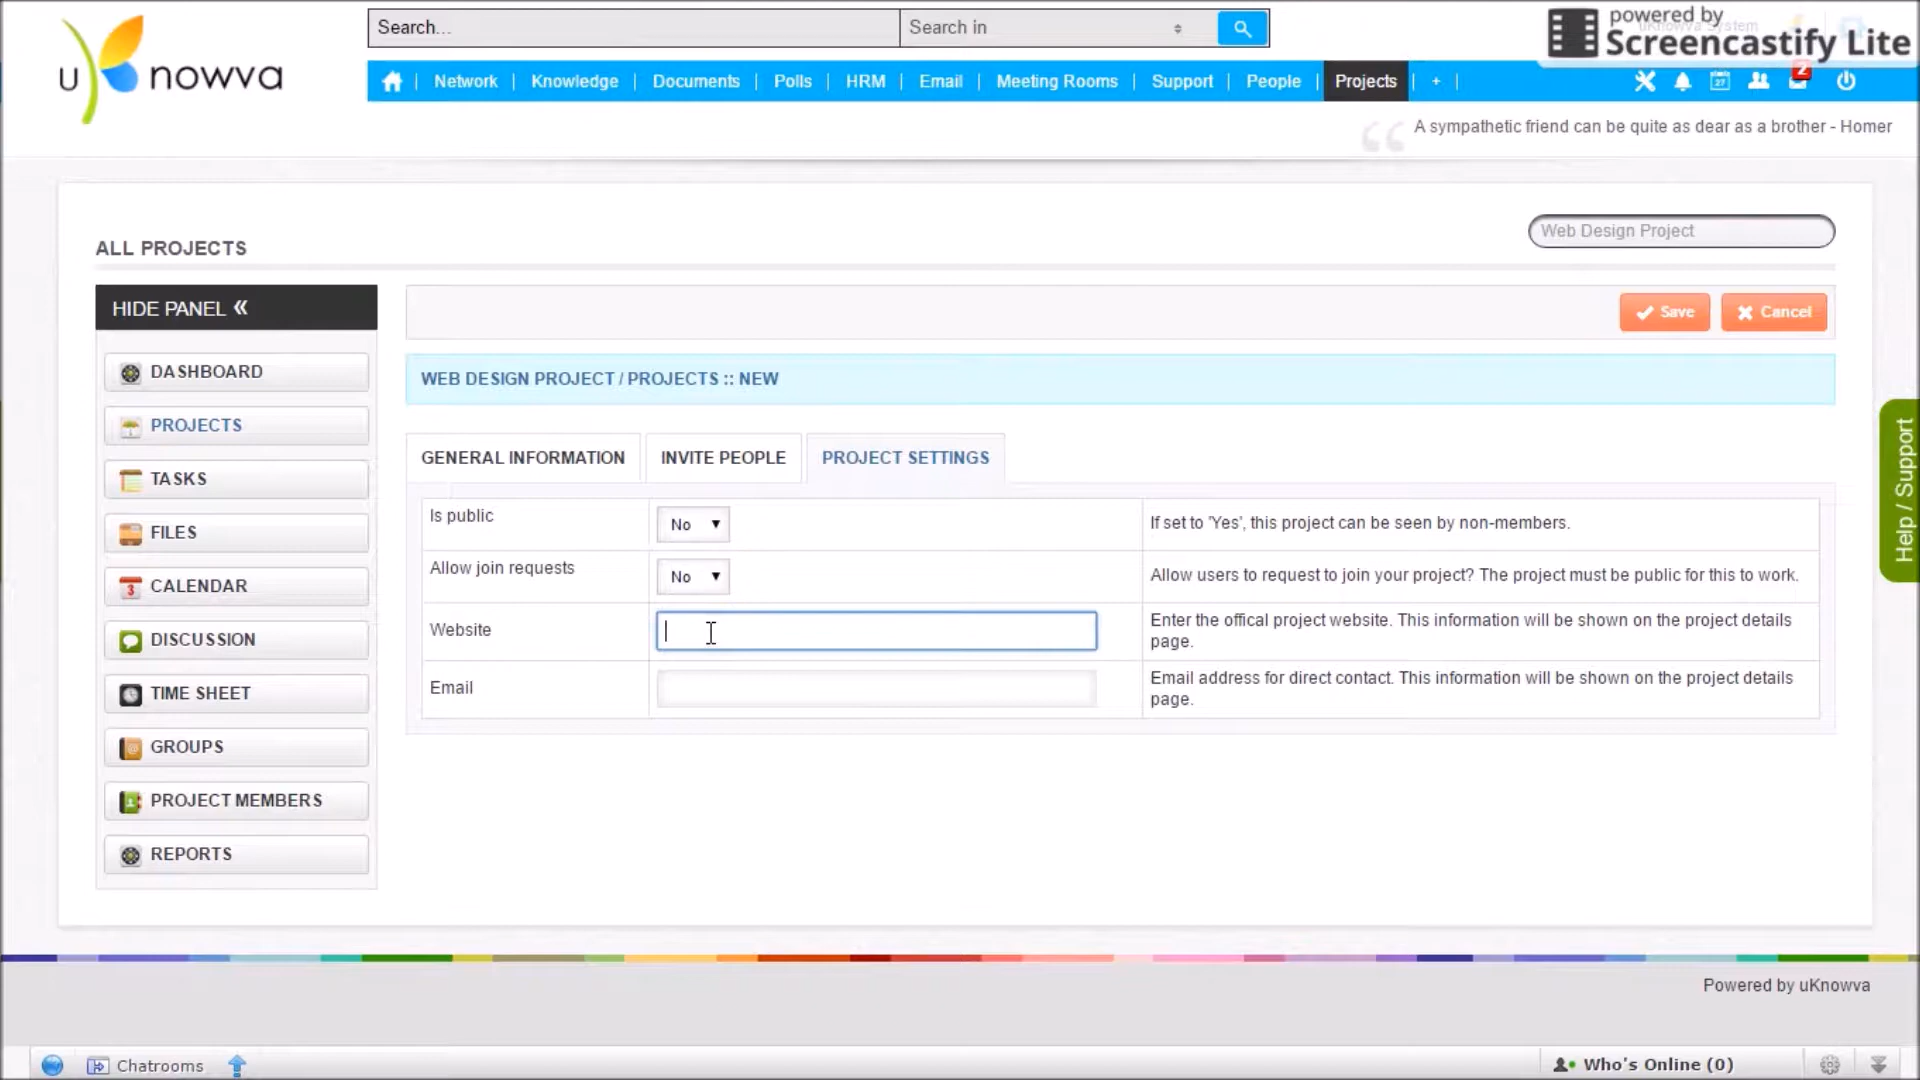 powered by
Screencastify Lite
uKnowva System
u nowva
Search...
Search in
Network
Knowledge
Documents
Polls
HRM
Email
Meeting Rooms
Support
People
Projects
+
27
2
A sympathetic friend can be quite as dear as a brother - Homer
ALL PROJECTS
Web Design Project
HIDE PANEL «
Save
Cancel
WEB DESIGN PROJECT / PROJECTS :: NEW
DASHBOARD
PROJECTS
TASKS
FILES
3
CALENDAR
DISCUSSION
TIME SHEET
GROUPS
PROJECT MEMBERS
REPORTS
GENERAL INFORMATION
INVITE PEOPLE
PROJECT SETTINGS
Is public
No
If set to 'Yes', this project can be seen by non-members.
Allow join requests
No
Allow users to request to join your project? The project must be public for this to work.
Website
Enter the offical project website. This information will be shown on the project details
page.
Email
Email address for direct contact. This information will be shown on the project details
page.
Help / Support
Powered by uKnowva
Chatrooms
Who's Online (0)